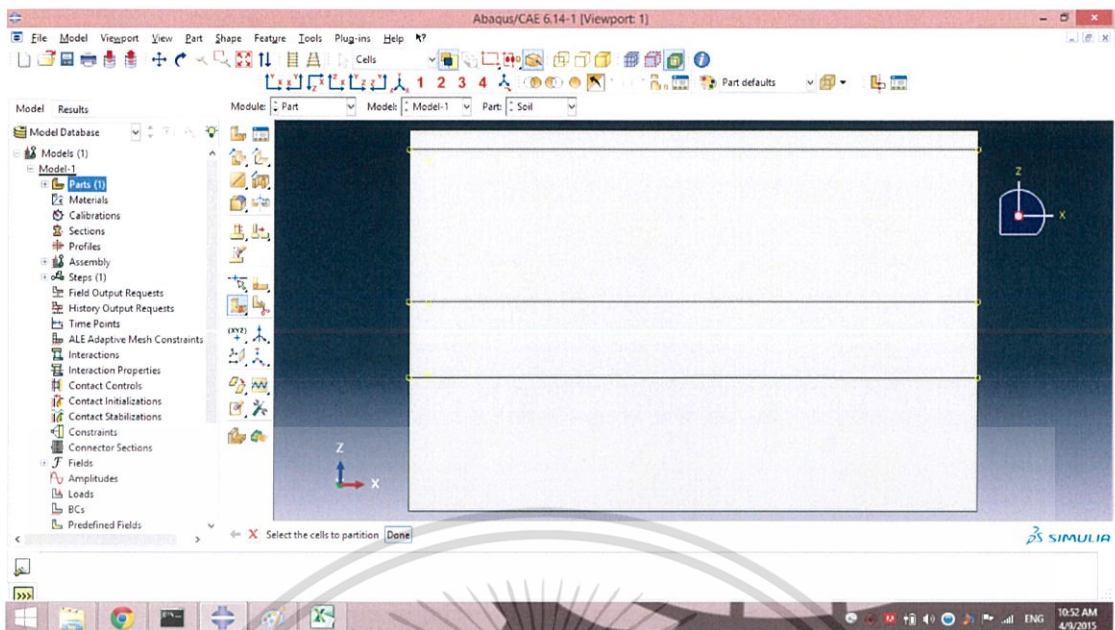 Abaqus/CAE 6.14-1 [Viewport: 1]
File Model Viewport View Part Shape Feature Tools Plug-ins Help
Cells
1 2 3 4 Part defaults
Model Results Module: Part Model: Model-1 Part: Soil
Model Database
Models (1)
Model-1
Parts (1)
Materials
Calibrations
Sections
Profiles
Assembly
Steps (1)
Field Output Requests
History Output Requests
Time Points
ALE Adaptive Mesh Constraints
Interactions
Interaction Properties
Contact Controls
Contact Initializations
Contact Stabilizations
Constraints
Connector Sections
Fields
Amplitudes
Loads
BCs
Predefined Fields
(XYZ)
Z
X
Z
X
Select the cells to partition Done
SIMULIA
>>>
ENG
10:52 AM
4/9/2015